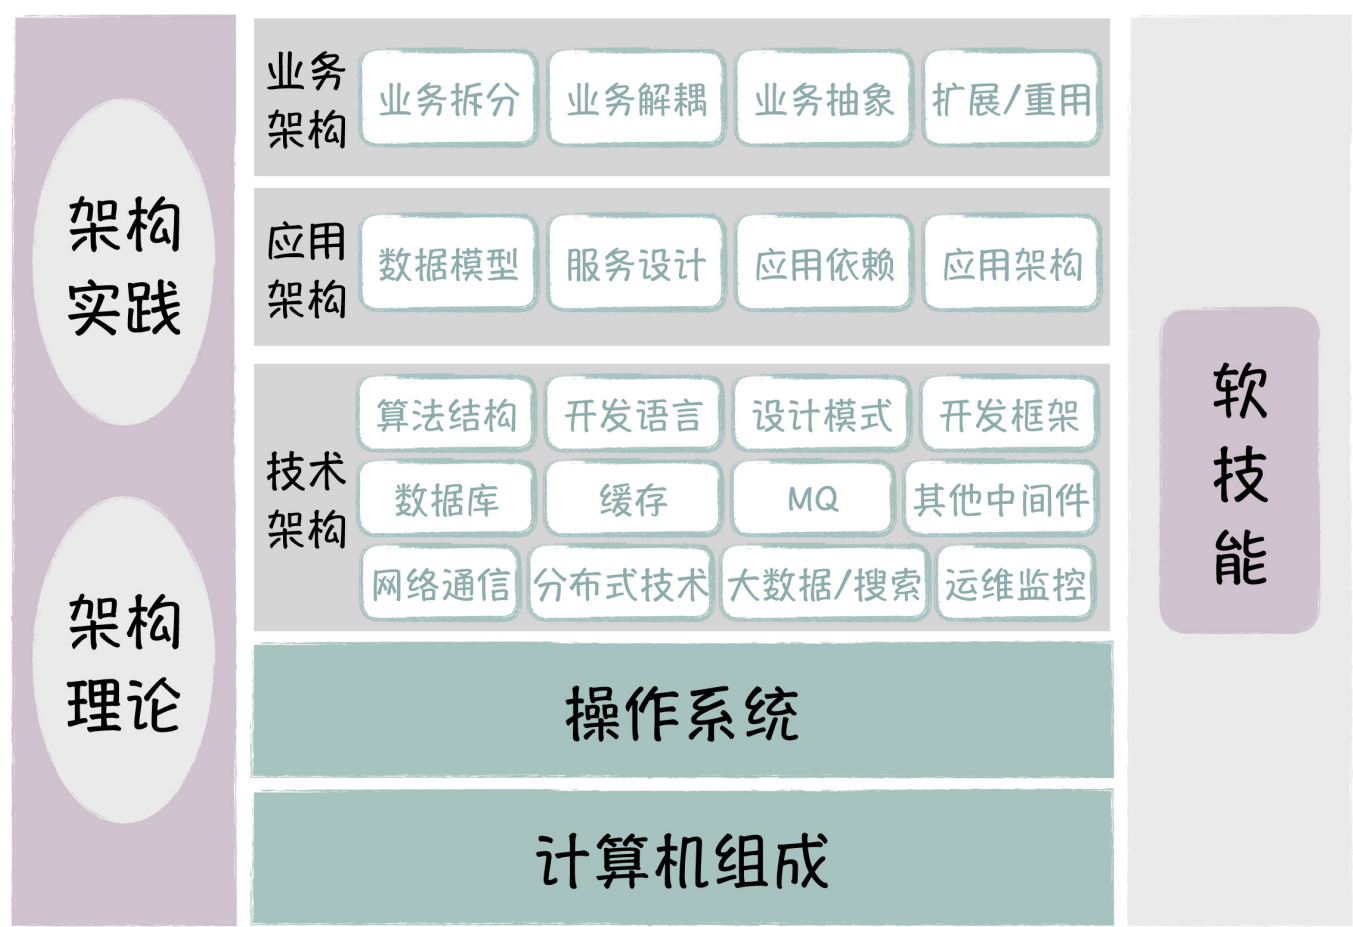 架构
实践
架构
理论
业务
架构
业务拆分
业务解耦
业务抽象
扩展/重用
应用
架构
数据模型
服务设计
应用依赖
应用架构
技术
架构
算法结构
开发语言
设计模式
开发框架
数据库
缓存
MQ
其他中间件
网络通信
分布式技术
大数据/搜索
运维监控
操作系统
计算机组成
软
技
能